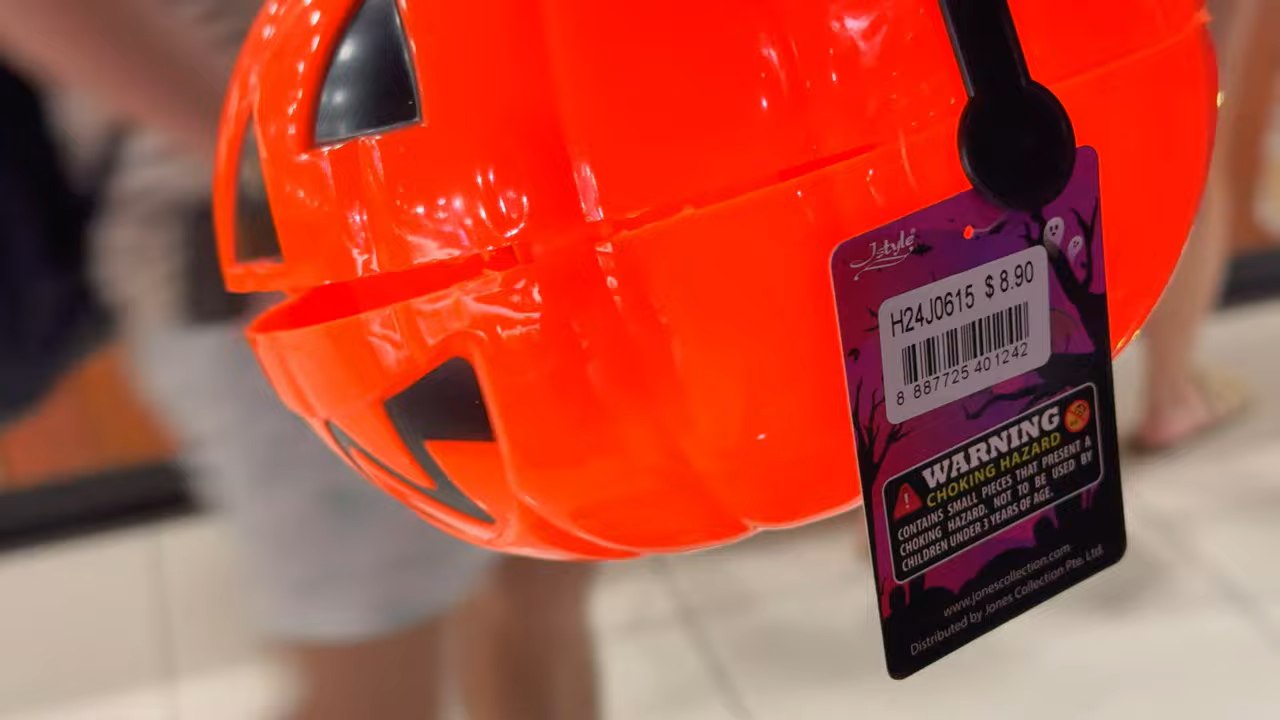 Jstyle
H24J0615 $8.90
8 887725 401242
WARNING
CHOKING HAZARD
CONTAINS SMALL PIECES THAT PRESENT A
CHOKING HAZARD. NOT TO BE USED BY
CHILDREN UNDER 3 YEARS OF AGE.
www.jonescollection.com
Distributed by Jones Collection Pte. Ltd.